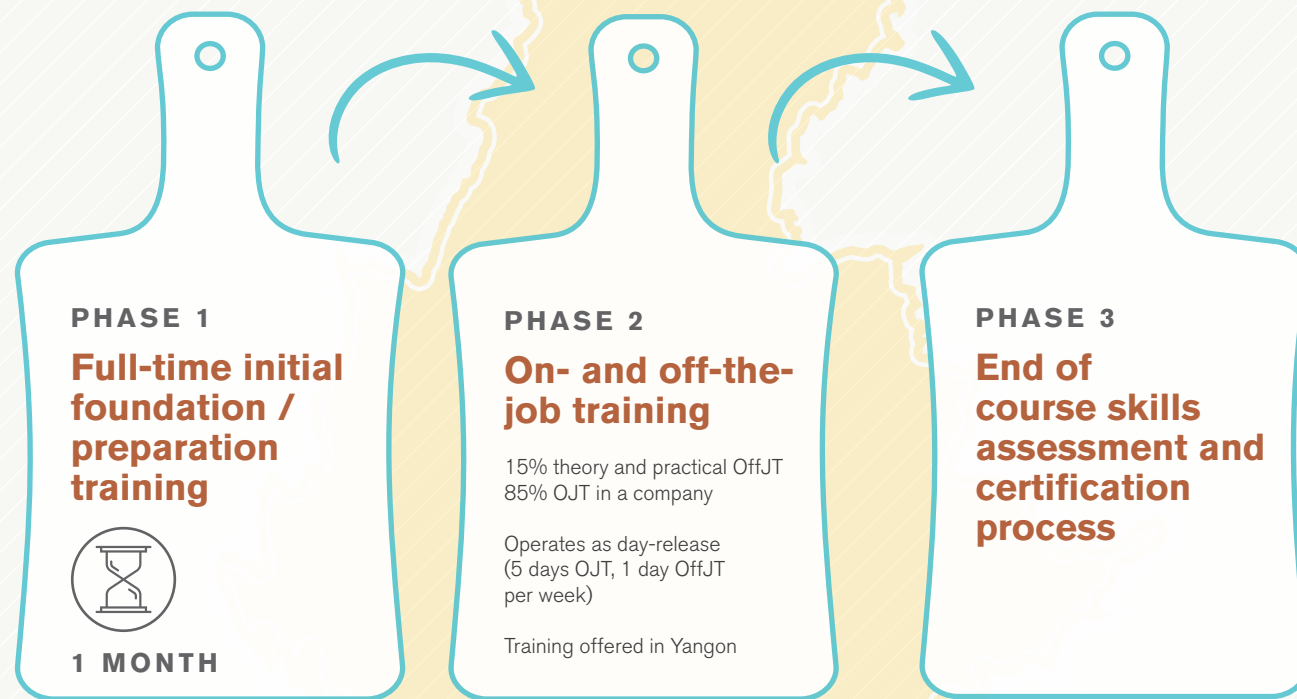 PHASE 1
Full-time initial
foundation /
preparation
training
1 MONTH
PHASE 2
On- and off-the-
job training
15% theory and practical OffJT
85% OJT in a company
Operates as day-release
(5 days OJT, 1 day OffJT
per week)
Training offered in Yangon
PHASE 3
End of
course skills
assessment and
certification
process